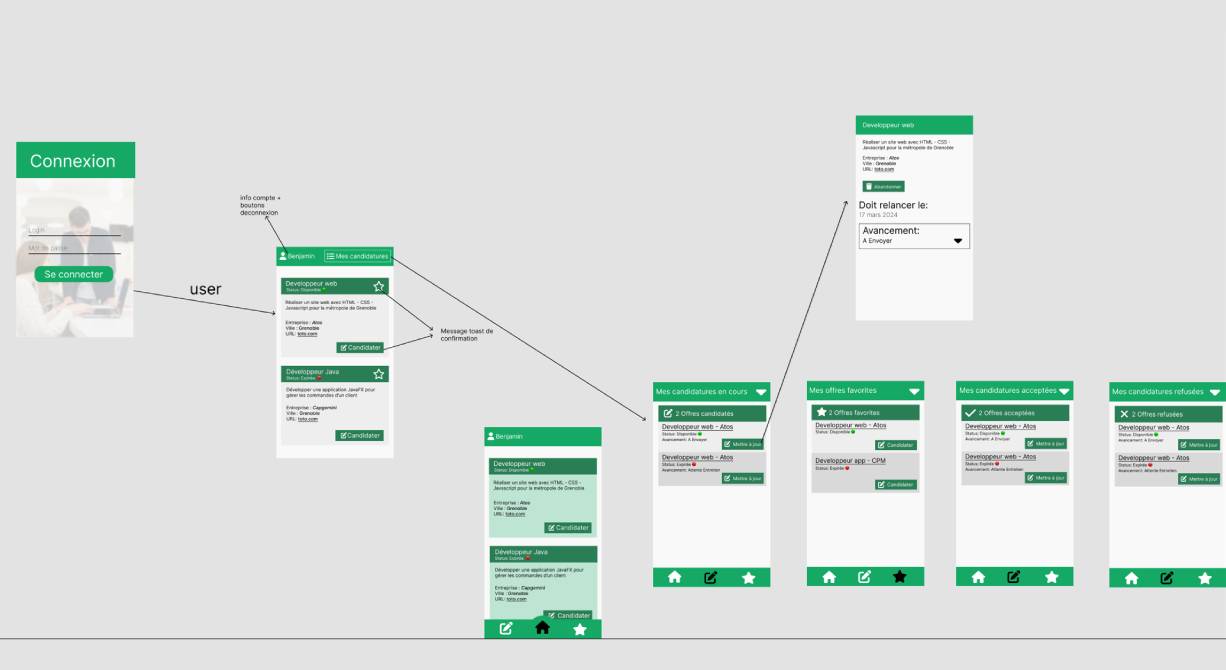 Connexion
Login
Mot de passe
Se connecter
user
info compte +
boutons
deconnexion
Benjamin
Mes candidatures
Developpeur web
Status: Disponible
Réaliser un site web avec HTML - CSS -
Javascript pour la métropole de Grenoble
Entreprise : Atos
Ville : Grenoble
URL: toto.com
Candidater
Développeur Java
Status: Expirée
Développer une application JavaFX pour
gérer les commandes d'un client
Entreprise : Capgemini
Ville : Grenoble
URL: toto.com
Candidater
Message toast de
confirmation
Benjamin
Developpeur web
Status: Disponible
Réaliser un site web avec HTML - CSS -
Javascript pour la métropole de Grenoble
Entreprise : Atos
Ville : Grenoble
URL: toto.com
Candidater
Développeur Java
Status: Expirée
Développer une application JavaFX pour
gérer les commandes d'un client
Entreprise : Capgemini
Ville : Grenoble
URL: toto.com
Candidater
Mes candidatures en cours
2 Offres candidatés
Developpeur web - Atos
Status: Disponible
Avancement: A Envoyer
Mettre à jour
Developpeur web - Atos
Status: Expirée
Avancement: Attente Entretien
Mettre à jour
Developpeur web
Réaliser un site web avec HTML - CSS -
Javascript pour la métropole de Grenoble
Entreprise : Atos
Ville : Grenoble
URL: toto.com
Abandonner
Doit relancer le:
17 mars 2024
Avancement:
A Envoyer
Mes offres favorites
2 Offres favorites
Developpeur web - Atos
Status: Disponible
Candidater
Developpeur app - CPM
Status: Expirée
Candidater
Mes candidatures acceptées
2 Offres acceptées
Developpeur web - Atos
Status: Disponible
Avancement: A Envoyer
Mettre à jour
Developpeur web - Atos
Status: Expirée
Avancement: Attente Entretien
Mettre à jour
Mes candidatures refusées
2 Offres refusées
Developpeur web - Atos
Status: Disponible
Avancement: A Envoyer
Mettre à jour
Developpeur web - Atos
Status: Expirée
Avancement: Attente Entretien
Mettre à jour